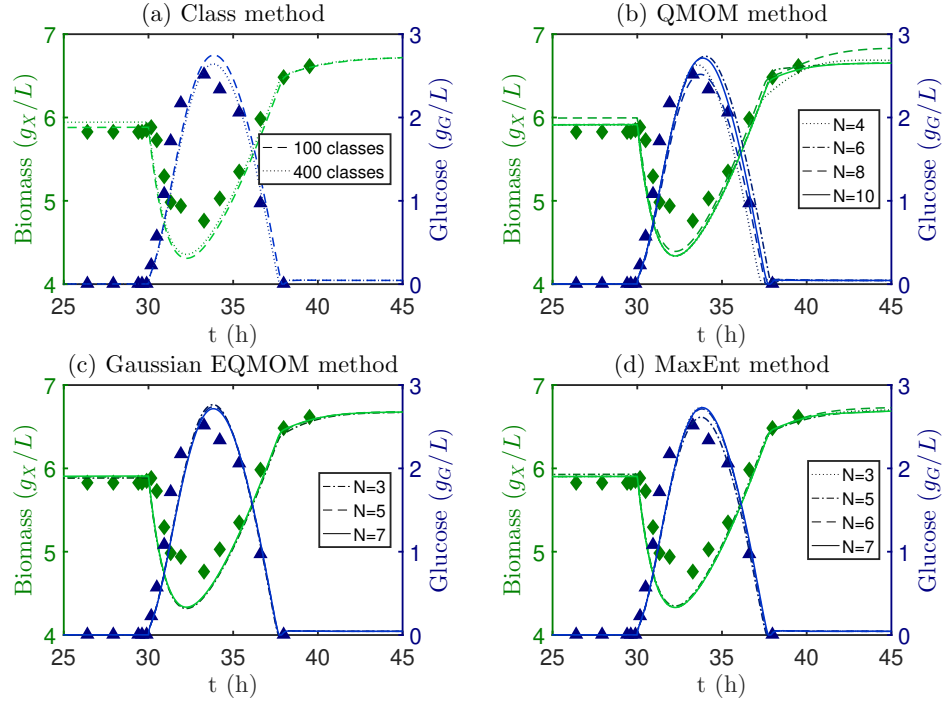 (a) Class method
7
6
5
4
Biomass (g_X/L)
3
2
1
0
Glucose (g_G/L)
100 classes
400 classes
25 30 35 40 45
t (h)
(b) QMOM method
7
6
5
4
Biomass (g_X/L)
3
2
1
0
Glucose (g_G/L)
N=4
N=6
N=8
N=10
25 30 35 40 45
t (h)
(c) Gaussian EQMOM method
7
6
5
4
Biomass (g_X/L)
3
2
1
0
Glucose (g_G/L)
N=3
N=5
N=7
25 30 35 40 45
t (h)
(d) MaxEnt method
7
6
5
4
Biomass (g_X/L)
3
2
1
0
Glucose (g_G/L)
N=3
N=5
N=6
N=7
25 30 35 40 45
t (h)